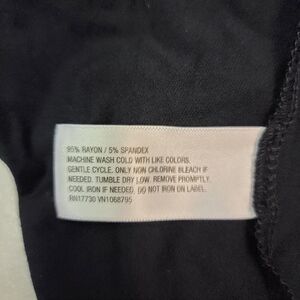 95% RAYON / 5% SPANDEX
MACHINE WASH COLD WITH LIKE COLORS.
GENTLE CYCLE. ONLY NON CHLORINE BLEACH IF
NEEDED. TUMBLE DRY LOW. REMOVE PROMPTLY.
COOL IRON IF NEEDED. DO NOT IRON ON LABEL.
RN17730 VN1068795